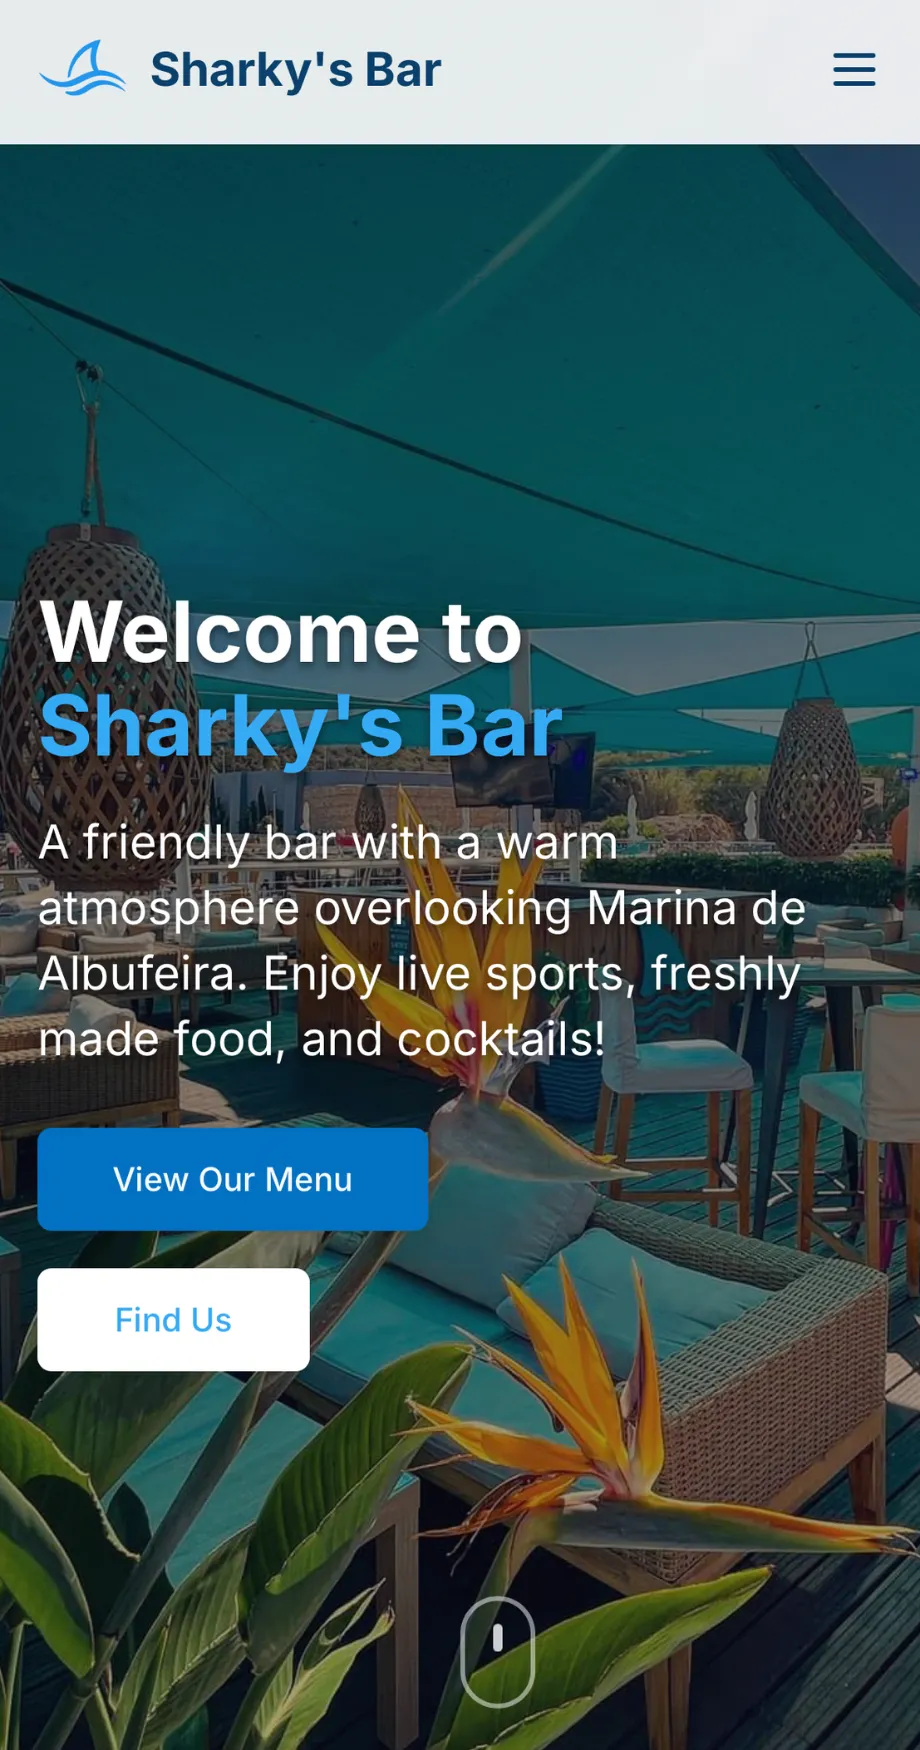 Sharky's Bar
Welcome to
Sharky's Bar
A friendly bar with a warm
atmosphere overlooking Marina de
Albufeira. Enjoy live sports, freshly
made food, and cocktails!
View Our Menu
Find Us